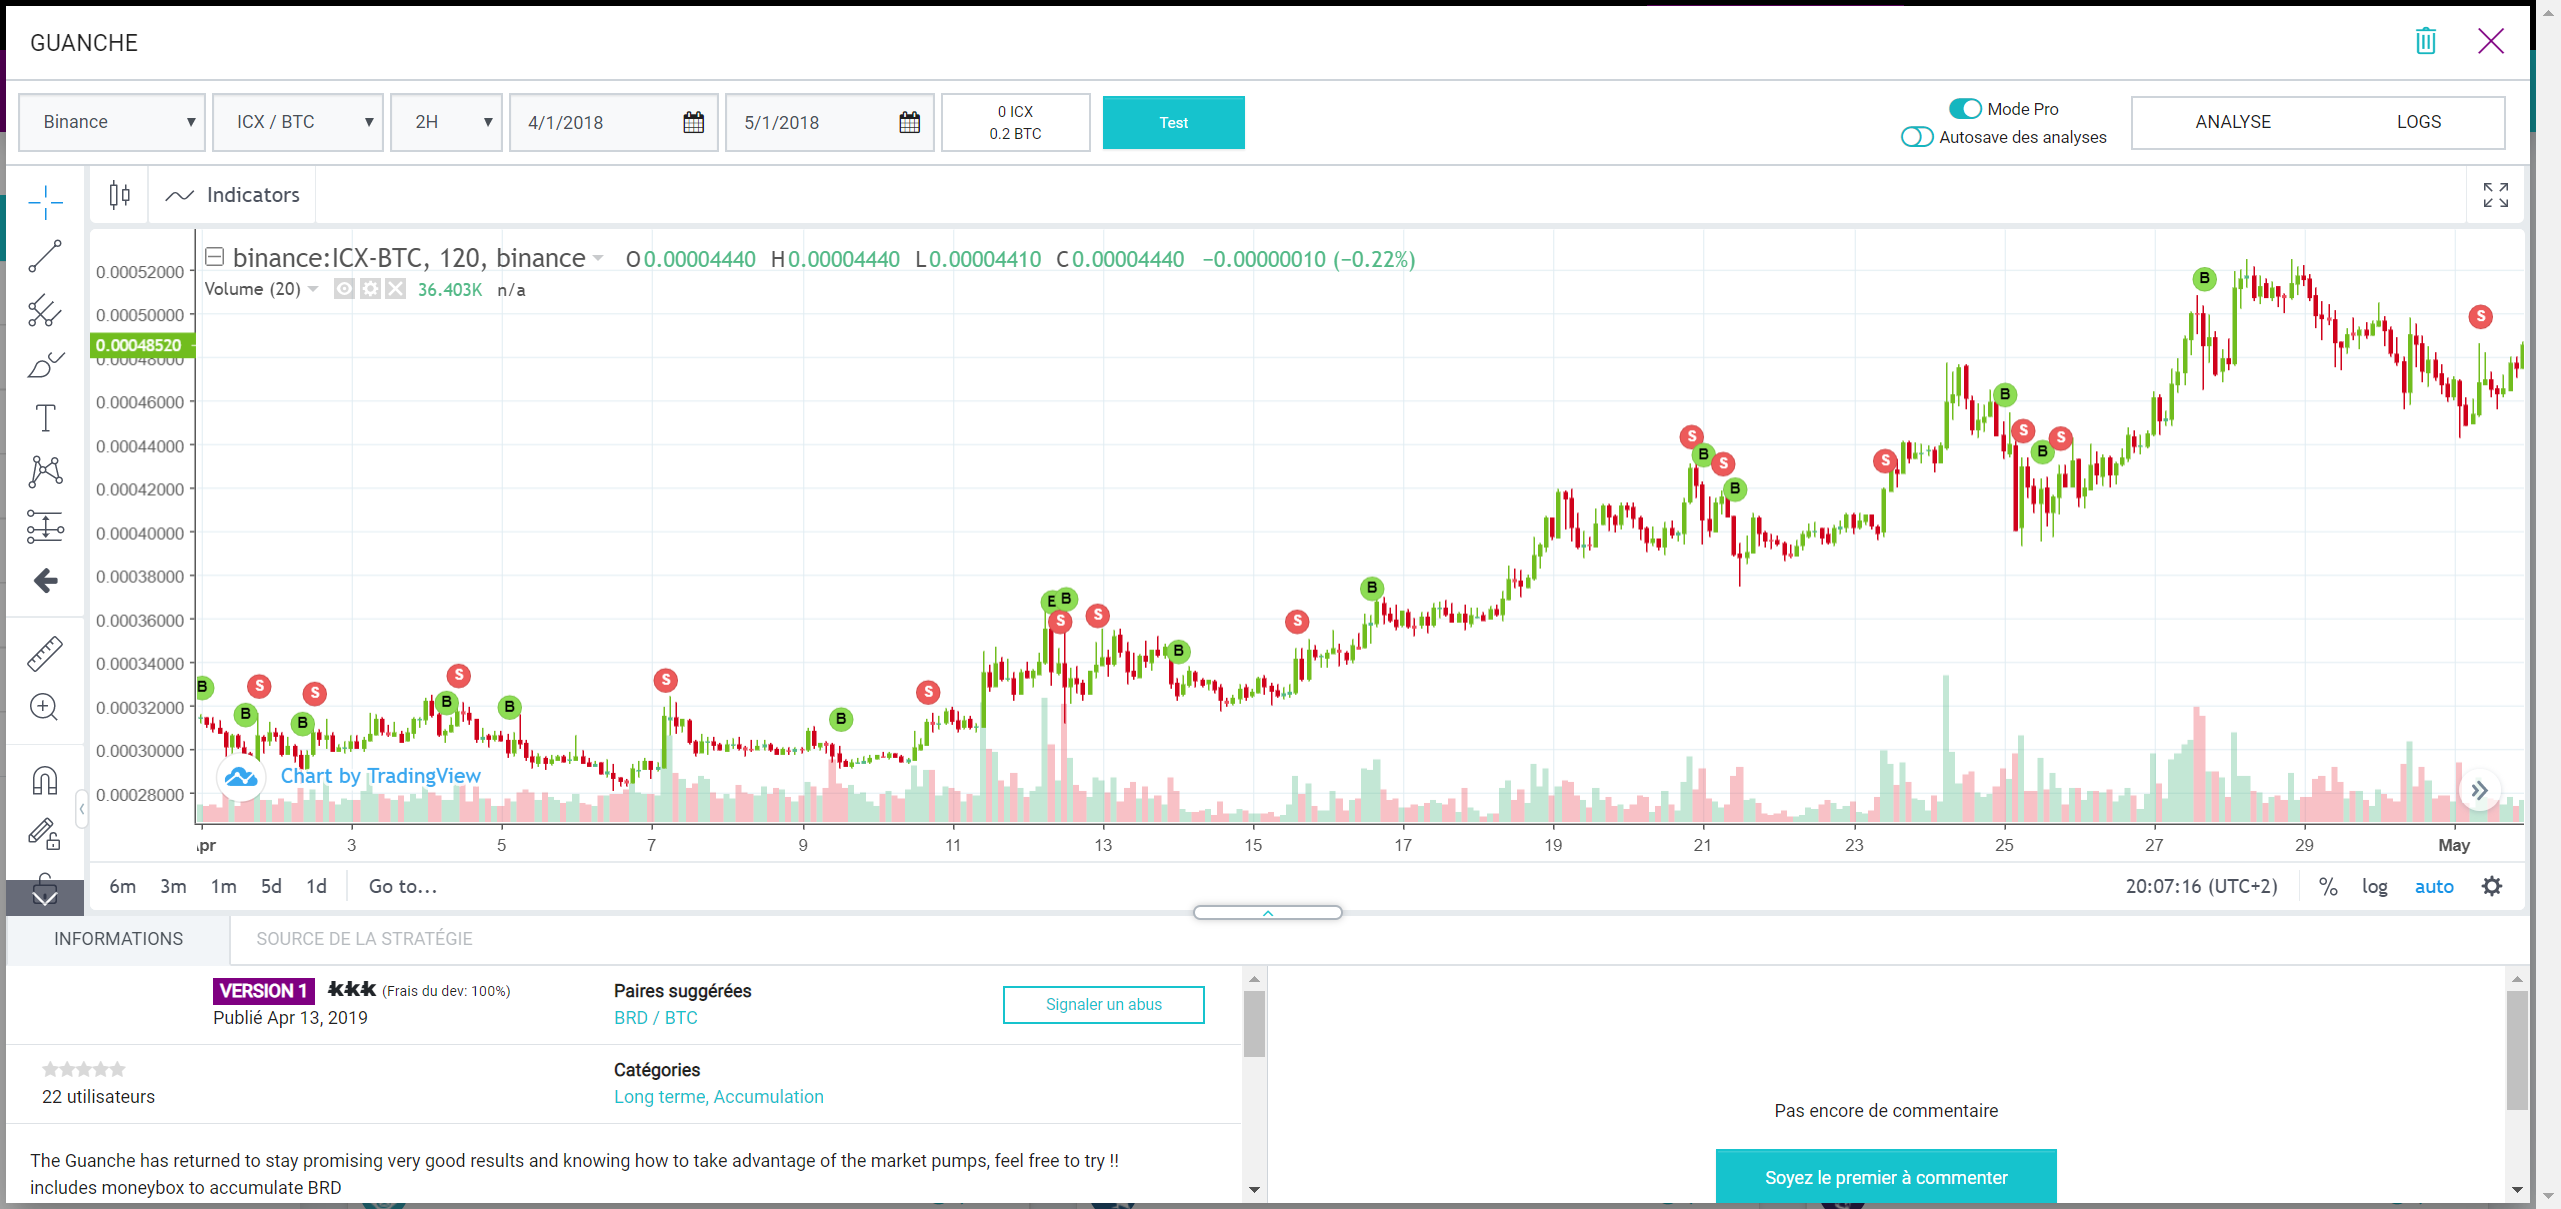 GUANCHE
Binance
ICX / BTC
2H
4/1/2018
5/1/2018
0 ICX
0.2 BTC
Test
Mode Pro
Autosave des analyses
ANALYSE
LOGS
Indicators
binance:ICX-BTC, 120, binance
O0.00004440 H0.00004440 L0.00004410 C0.00004440 −0.00000010 (−0.22%)
Volume (20)
36.403K n/a
0.00052000
0.00050000
0.00048520
0.00048000
0.00046000
0.00044000
0.00042000
0.00040000
0.00038000
0.00036000
0.00034000
0.00032000
0.00030000
0.00028000
B
B
S
B
S
B
S
B
S
B
S
B
S
B
S
B
S
B
S
B
S
B
S
B
S
B
S
B
S
Chart by TradingView
Apr 3 5 7 9 11 13 15 17 19 21 23 25 27 29 May
6m 3m 1m 5d 1d Go to...
20:07:16 (UTC+2) % log auto
INFORMATIONS
SOURCE DE LA STRATÉGIE
VERSION 1
(Frais du dev: 100%)
Publié Apr 13, 2019
Paires suggérées
BRD / BTC
Signaler un abus
22 utilisateurs
Catégories
Long terme, Accumulation
The Guanche has returned to stay promising very good results and knowing how to take advantage of the market pumps, feel free to try !!
includes moneybox to accumulate BRD
Pas encore de commentaire
Soyez le premier à commenter